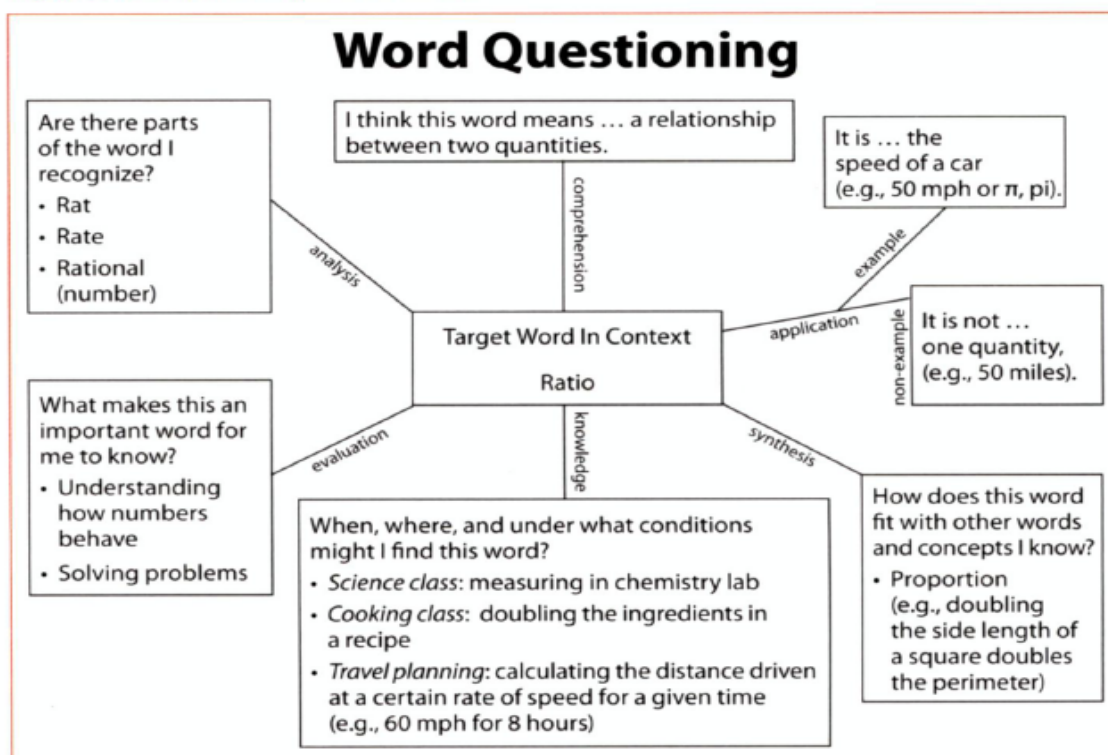 Word Questioning
Are there parts
of the word I
recognize?
• Rat
• Rate
• Rational
(number)
analysis
I think this word means … a relationship
between two quantities.
comprehension
It is … the
speed of a car
(e.g., 50 mph or π, pi).
example
application
non-example
It is not …
one quantity,
(e.g., 50 miles).
Target Word In Context
Ratio
What makes this an
important word for
me to know?
• Understanding
how numbers
behave
• Solving problems
evaluation
knowledge
When, where, and under what conditions
might I find this word?
• Science class: measuring in chemistry lab
• Cooking class: doubling the ingredients in
a recipe
• Travel planning: calculating the distance driven
at a certain rate of speed for a given time
(e.g., 60 mph for 8 hours)
synthesis
How does this word
fit with other words
and concepts I know?
• Proportion
(e.g., doubling
the side length of
a square doubles
the perimeter)